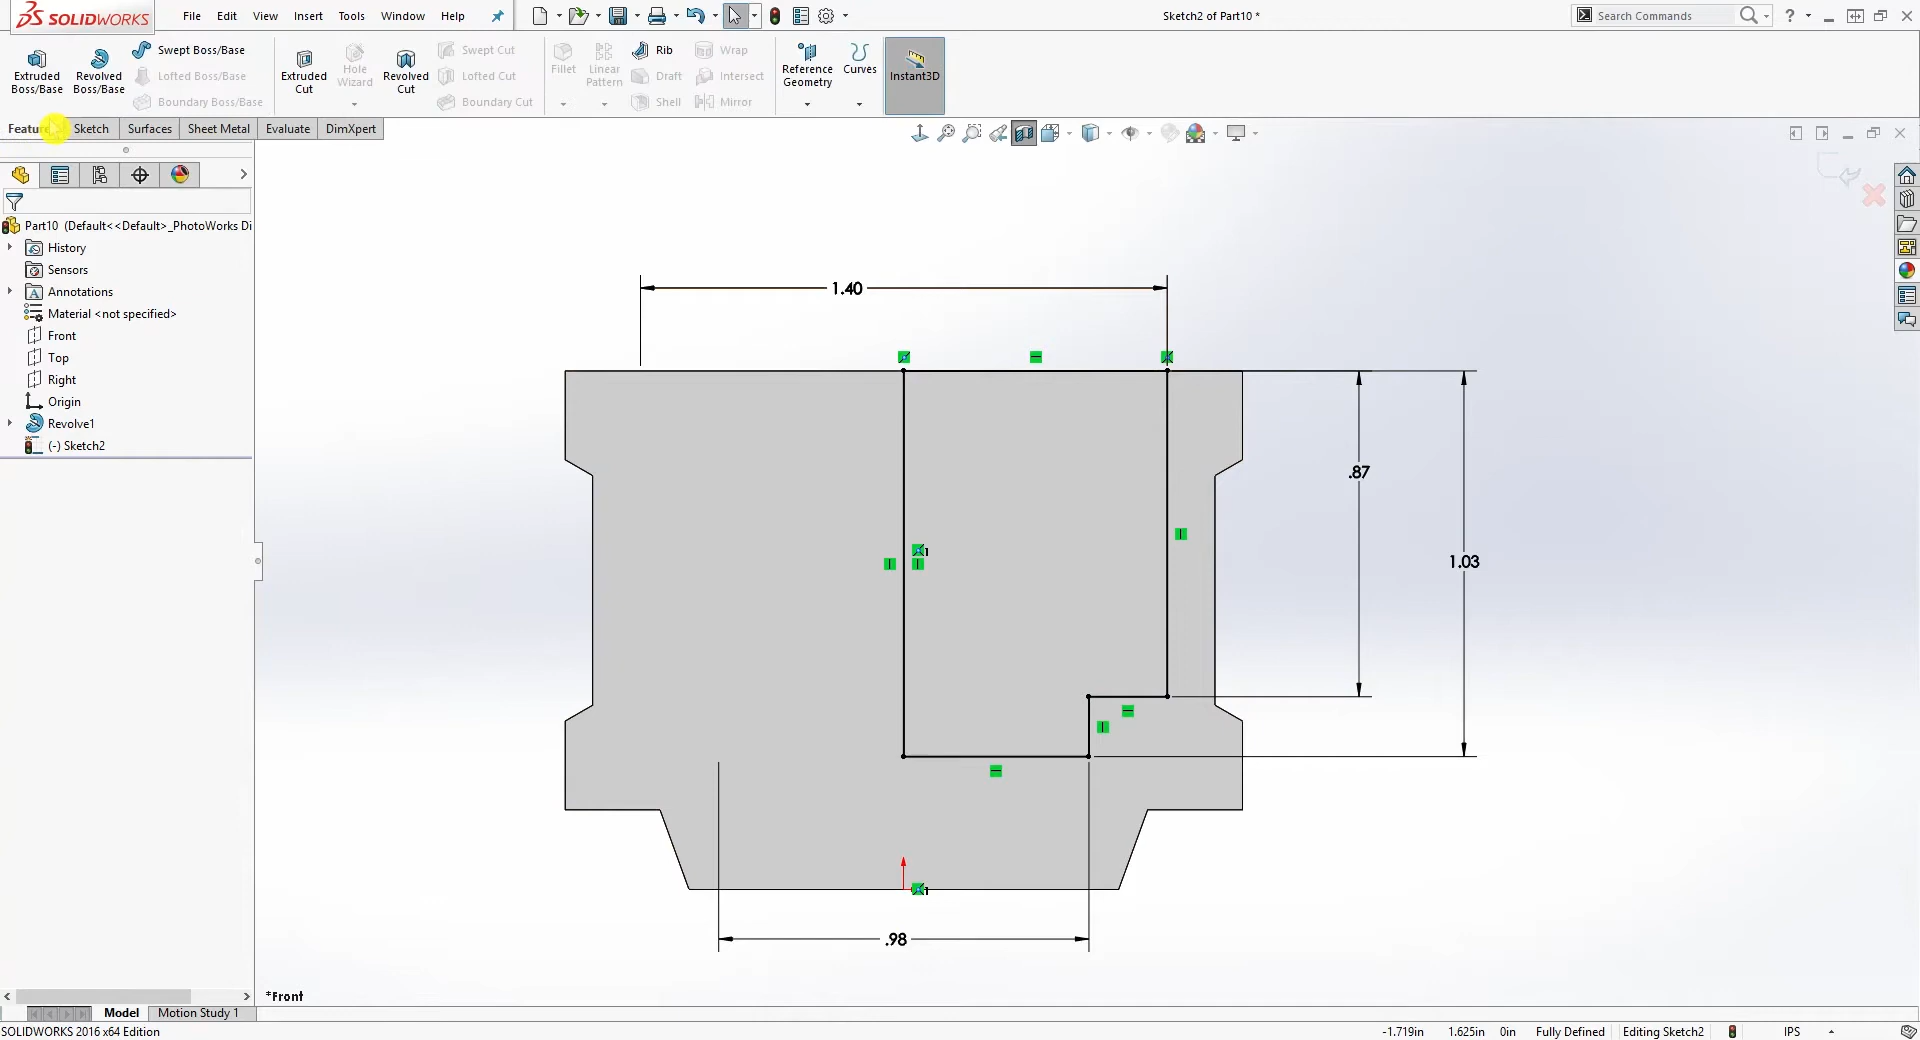 SOLIDWORKS File Edit View Insert Tools Window Help Sketch2 of Part10 * Search Commands ?
Extruded Boss/Base
Revolved Boss/Base
Swept Boss/Base
Lofted Boss/Base
Boundary Boss/Base
Extruded Cut
Hole Wizard
Revolved Cut
Swept Cut
Lofted Cut
Boundary Cut
Fillet
Linear Pattern
Rib
Draft
Shell
Wrap
Intersect
Mirror
Reference Geometry
Curves
Instant3D
Sketch Surfaces Sheet Metal Evaluate DimXpert
Part10 (Default<<Default>_PhotoWorks Di
History
Sensors
A Annotations
Material <not specified>
Front
Top
Right
Origin
Revolve1
(-) Sketch2
1.40
.87
1
1.03
1
.98
*Front
Model Motion Study 1
SOLIDWORKS 2016 x64 Edition -1.719in 1.625in 0in Fully Defined Editing Sketch2 IPS